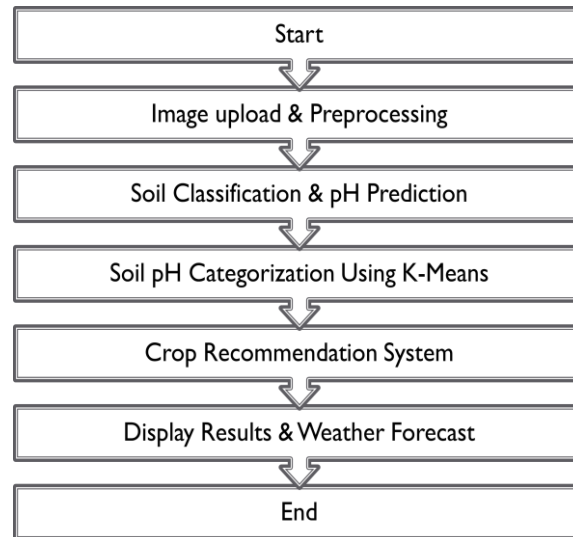 Start
Image upload & Preprocessing
Soil Classification & pH Prediction
Soil pH Categorization Using K-Means
Crop Recommendation System
Display Results & Weather Forecast
End